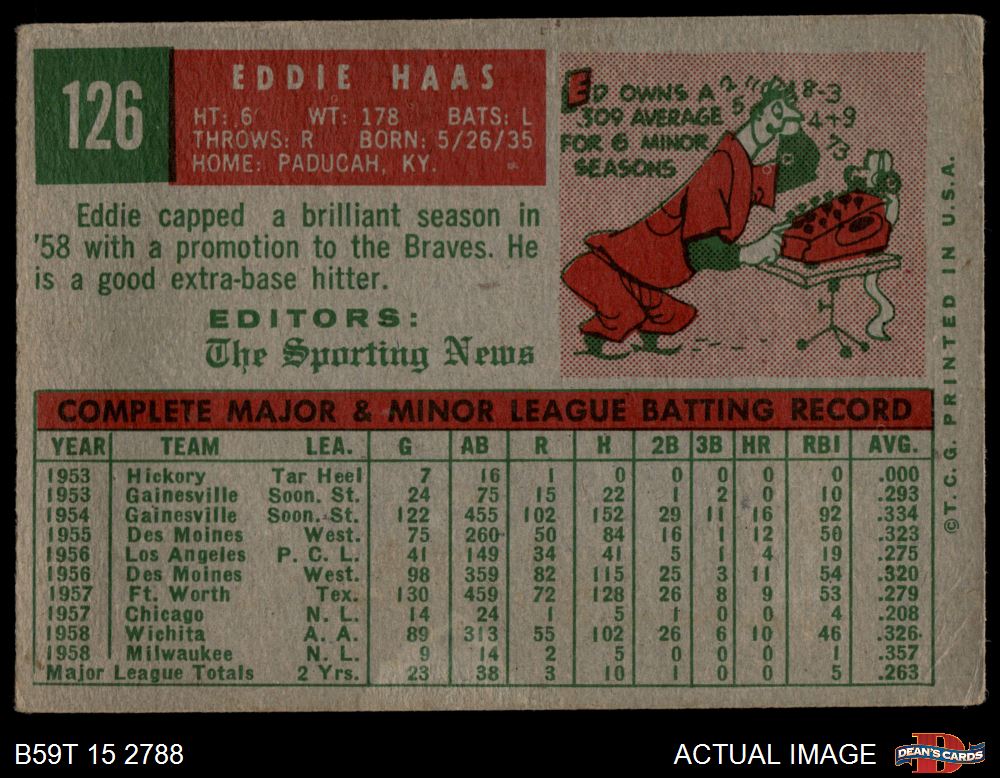 126
EDDIE HAAS
HT: 6' WT: 178 BATS: L
THROWS: R BORN: 5/26/35
HOME: PADUCAH, KY.
ED OWNS A
.309 AVERAGE
FOR 6 MINOR
SEASONS
8-3
4+9
Eddie capped a brilliant season in
'58 with a promotion to the Braves. He
is a good extra-base hitter.
EDITORS:
The Sporting News
©T.C.G. PRINTED IN U.S.A.
COMPLETE MAJOR & MINOR LEAGUE BATTING RECORD
YEAR TEAM LEA. G AB R H 2B 3B HR RBI AVG.
1953 Hickory Tar Heel 7 16 1 0 0 0 0 0 .000
1953 Gainesville Soon. St. 24 75 15 22 1 2 0 10 .293
1954 Gainesville Soon. St. 122 455 102 152 29 11 16 92 .334
1955 Des Moines West. 75 260 50 84 16 1 12 50 .323
1956 Los Angeles P. C. L. 41 149 34 41 5 1 4 19 .275
1956 Des Moines West. 98 359 82 115 25 3 11 54 .320
1957 Ft. Worth Tex. 130 459 72 128 26 8 9 53 .279
1957 Chicago N. L. 14 24 1 5 1 0 0 4 .208
1958 Wichita A. A. 89 313 55 102 26 6 10 46 .326
1958 Milwaukee N. L. 9 14 2 5 0 0 0 1 .357
Major League Totals 2 Yrs. 23 38 3 10 1 0 0 5 .263
B59T 15 2788
ACTUAL IMAGE
DEAN'S CARDS